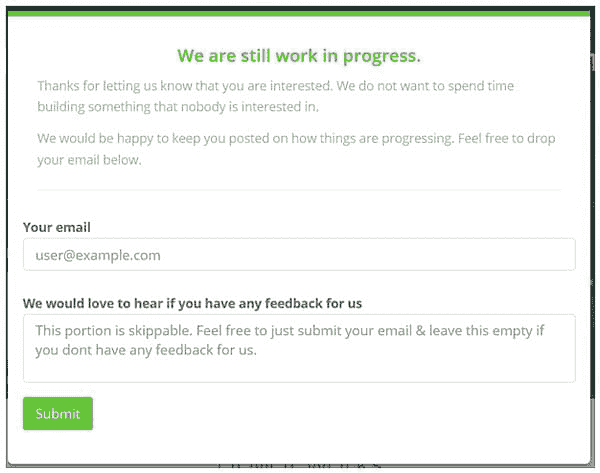 We are still work in progress.
Thanks for letting us know that you are interested. We do not want to spend time
building something that nobody is interested in.
We would be happy to keep you posted on how things are progressing. Feel free to drop
your email below.
Your email
user@example.com
We would love to hear if you have any feedback for us
This portion is skippable. Feel free to just submit your email & leave this empty if
you dont have any feedback for us.
Submit